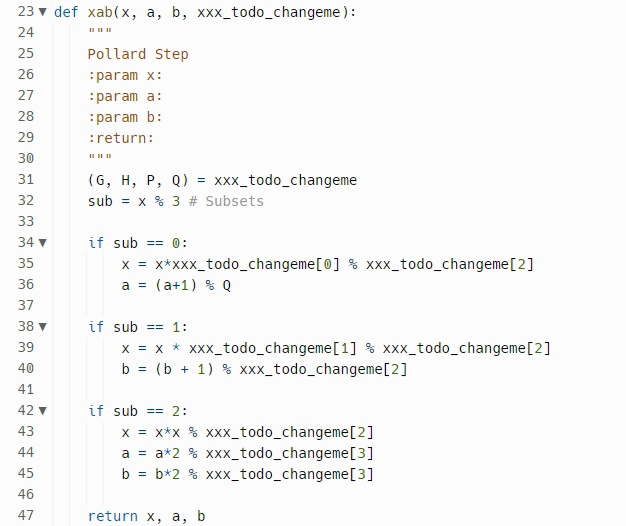 23 ▼ def xab(x, a, b, xxx_todo_changeme):
24     """
25     Pollard Step
26     :param x:
27     :param a:
28     :param b:
29     :return:
30     """
31     (G, H, P, Q) = xxx_todo_changeme
32     sub = x % 3 # Subsets
33
34 ▼     if sub == 0:
35         x = x*xxx_todo_changeme[0] % xxx_todo_changeme[2]
36         a = (a+1) % Q
37
38 ▼     if sub == 1:
39         x = x * xxx_todo_changeme[1] % xxx_todo_changeme[2]
40         b = (b + 1) % xxx_todo_changeme[2]
41
42 ▼     if sub == 2:
43         x = x*x % xxx_todo_changeme[2]
44         a = a*2 % xxx_todo_changeme[3]
45         b = b*2 % xxx_todo_changeme[3]
46
47     return x, a, b